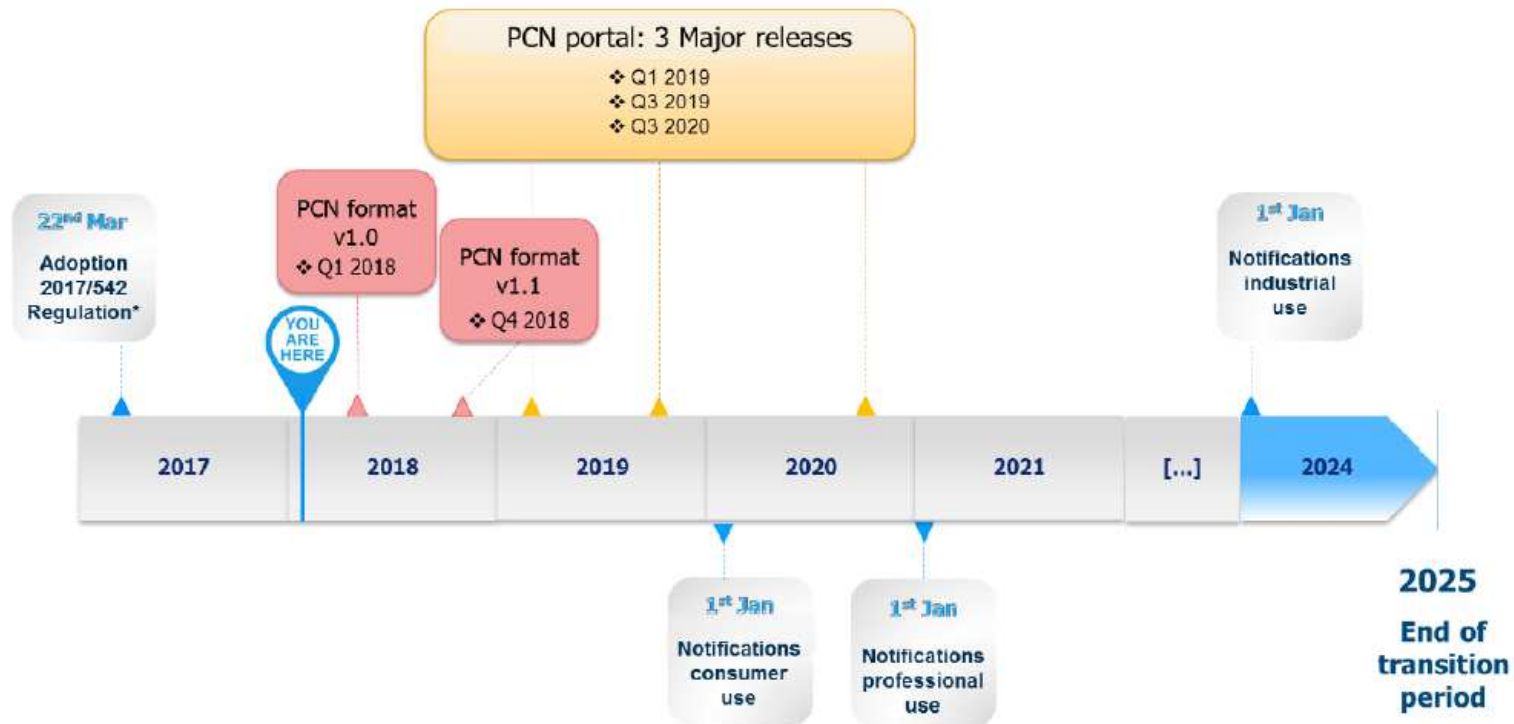 PCN portal: 3 Major releases
❖ Q1 2019
❖ Q3 2019
❖ Q3 2020
22nd Mar
Adoption
2017/542
Regulation*
PCN format
v1.0
❖ Q1 2018
PCN format
v1.1
❖ Q4 2018
YOU
ARE
HERE
1st Jan
Notifications
industrial
use
2017
2018
2019
2020
2021
[...]
2024
1st Jan
Notifications
consumer
use
1st Jan
Notifications
professional
use
2025
End of
transition
period